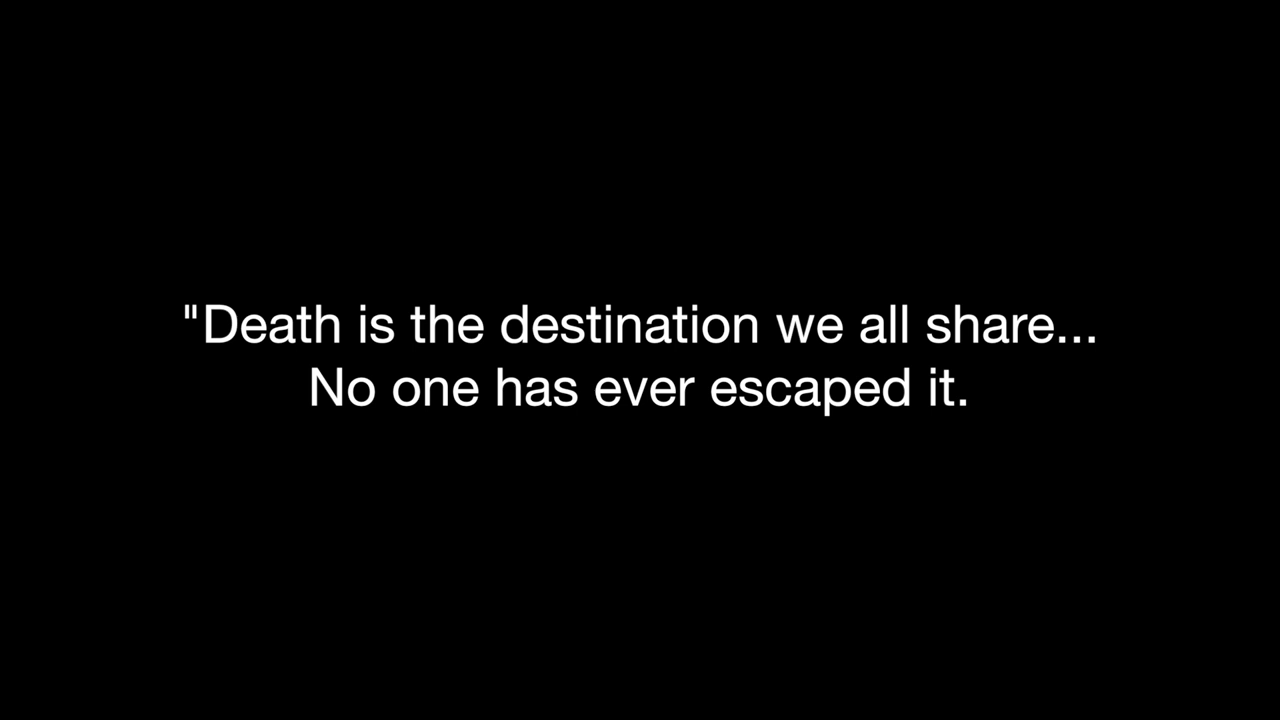 "Death is the destination we all share...
No one has ever escaped it.